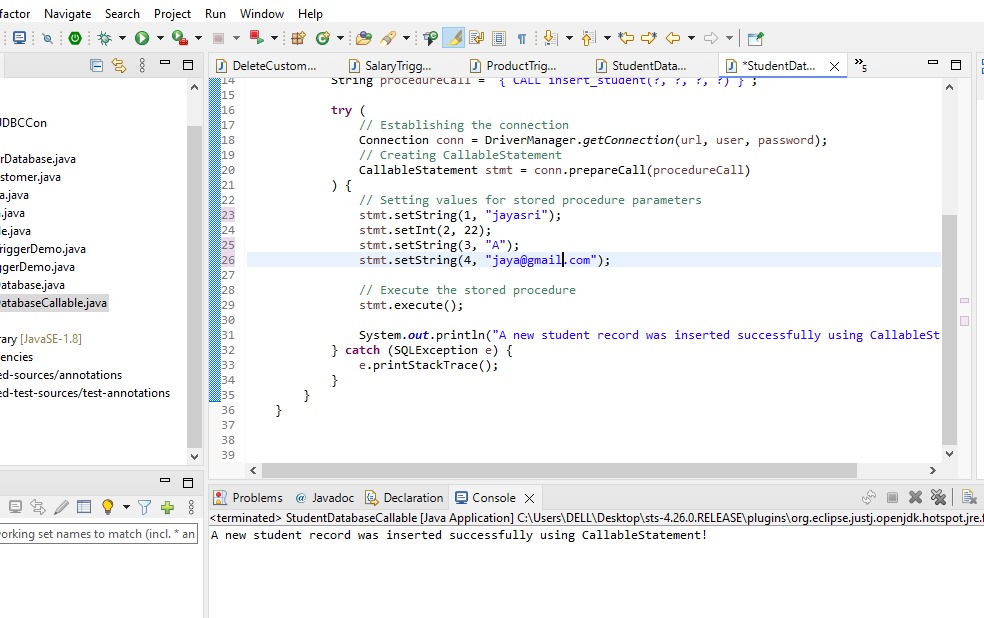 factor Navigate Search Project Run Window Help
DeleteCustom... SalaryTrigg... ProductTrig... StudentData... *StudentDat... 5
JDBCCon
rDatabase.java
stomer.java
a.java
.java
le.java
riggerDemo.java
ggerDemo.java
atabase.java
atabaseCallable.java
rary [JavaSE-1.8]
encies
ed-sources/annotations
ed-test-sources/test-annotations
14 String procedureCall = "{ CALL insert_student(?, ?, ?, ?) }";
15
16 try (
17 // Establishing the connection
18 Connection conn = DriverManager.getConnection(url, user, password);
19 // Creating CallableStatement
20 CallableStatement stmt = conn.prepareCall(procedureCall)
21 ) {
22 // Setting values for stored procedure parameters
23 stmt.setString(1, "jayasri");
24 stmt.setInt(2, 22);
25 stmt.setString(3, "A");
26 stmt.setString(4, "jaya@gmail.com");
27
28 // Execute the stored procedure
29 stmt.execute();
30
31 System.out.println("A new student record was inserted successfully using CallableSt
32 } catch (SQLException e) {
33 e.printStackTrace();
34 }
35 }
36 }
37
38
39
orking set names to match (incl. * an
Problems Javadoc Declaration Console
<terminated> StudentDatabaseCallable [Java Application] C:\Users\DELL\Desktop\sts-4.26.0.RELEASE\plugins\org.eclipse.justj.openjdk.hotspot.jre.f
A new student record was inserted successfully using CallableStatement!